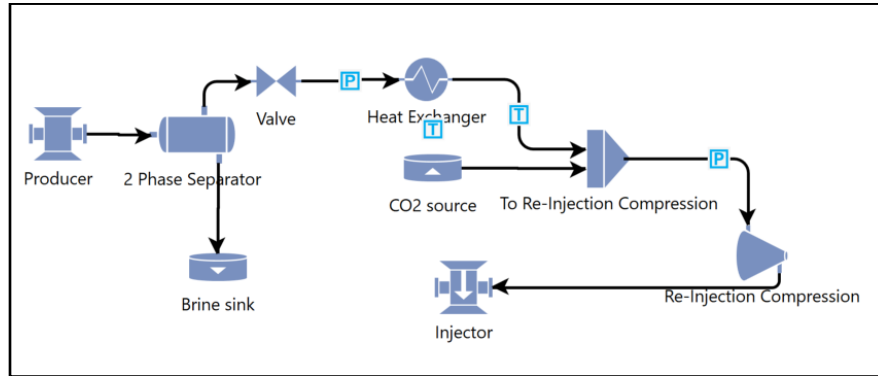 P
Valve
Heat Exchanger
T
T
Producer
2 Phase Separator
CO2 source
To Re-Injection Compression
P
Brine sink
Injector
Re-Injection Compression